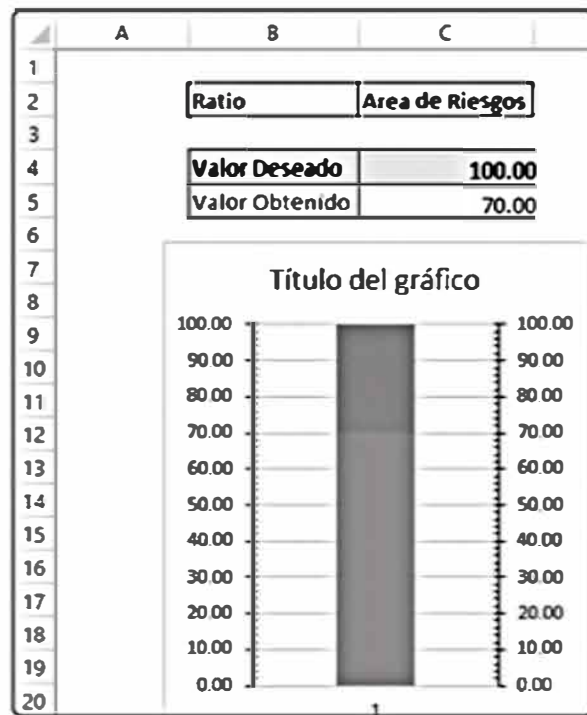 A B C
1
2 Ratio Area de Riesgos
3
4 Valor Deseado 100.00
5 Valor Obtenido 70.00
6
7 Título del gráfico
8
9 100.00 100.00
10 90.00 90.00
11 80.00 80.00
12 70.00 70.00
13 60.00 60.00
14 50.00 50.00
15 40.00 40.00
16 30.00 30.00
17 20.00 20.00
18 10.00 10.00
19 0.00 0.00
20 1